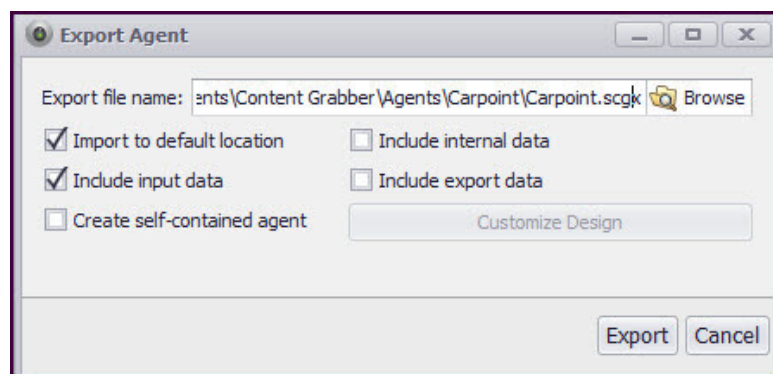 Export Agent
Export file name: ents\Content Grabber\Agents\Carpoint\Carpoint.scgx Browse
Import to default location Include internal data
Include input data Include export data
Create self-contained agent Customize Design
Export Cancel